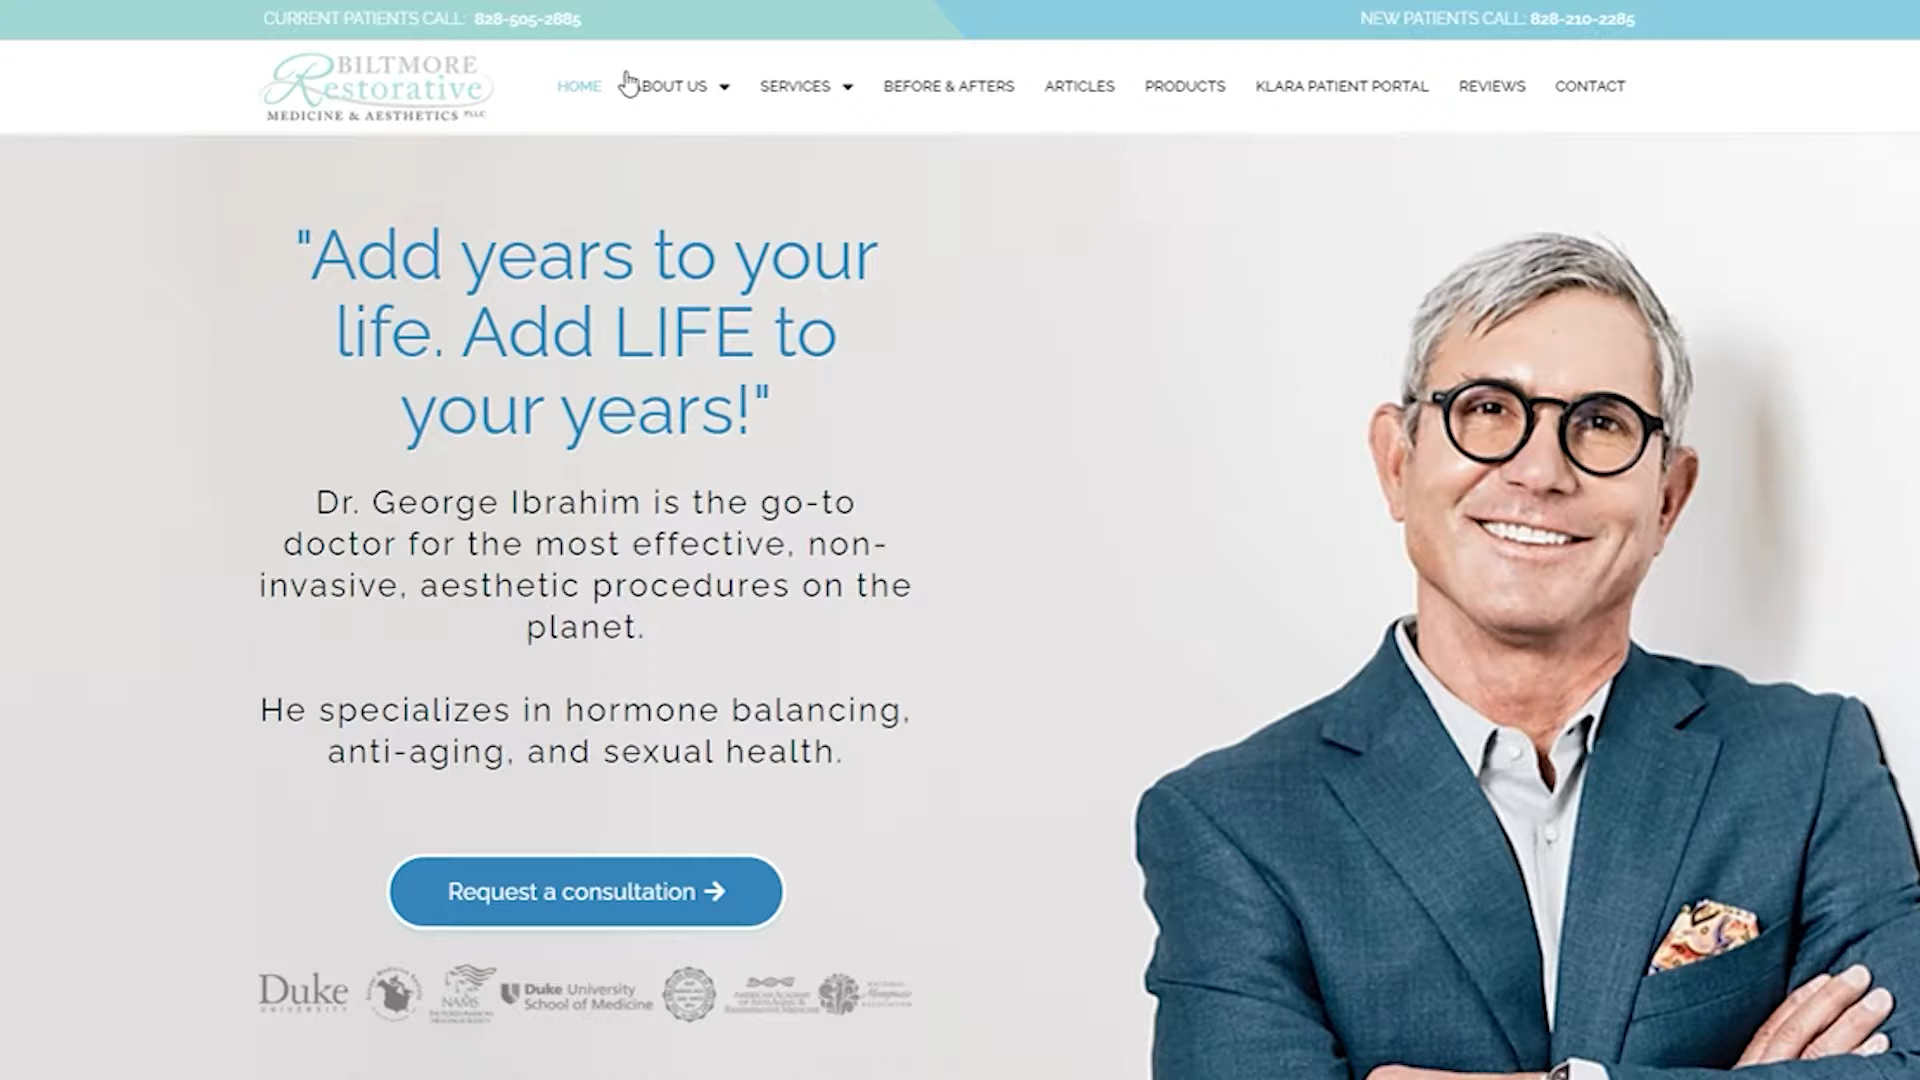 CURRENT PATIENTS CALL: 828-505-2885
NEW PATIENTS CALL: 828-210-2285
BILTMORE
Restorative
MEDICINE & AESTHETICS PLLC
HOME
BOUT US
SERVICES
BEFORE & AFTERS
ARTICLES
PRODUCTS
KLARA PATIENT PORTAL
REVIEWS
CONTACT
"Add years to your
life. Add LIFE to
your years!"
Dr. George Ibrahim is the go-to
doctor for the most effective, non-
invasive, aesthetic procedures on the
planet.
He specializes in hormone balancing,
anti-aging, and sexual health.
Request a consultation
Duke
UNIVERSITY
NAMS
Duke University
School of Medicine